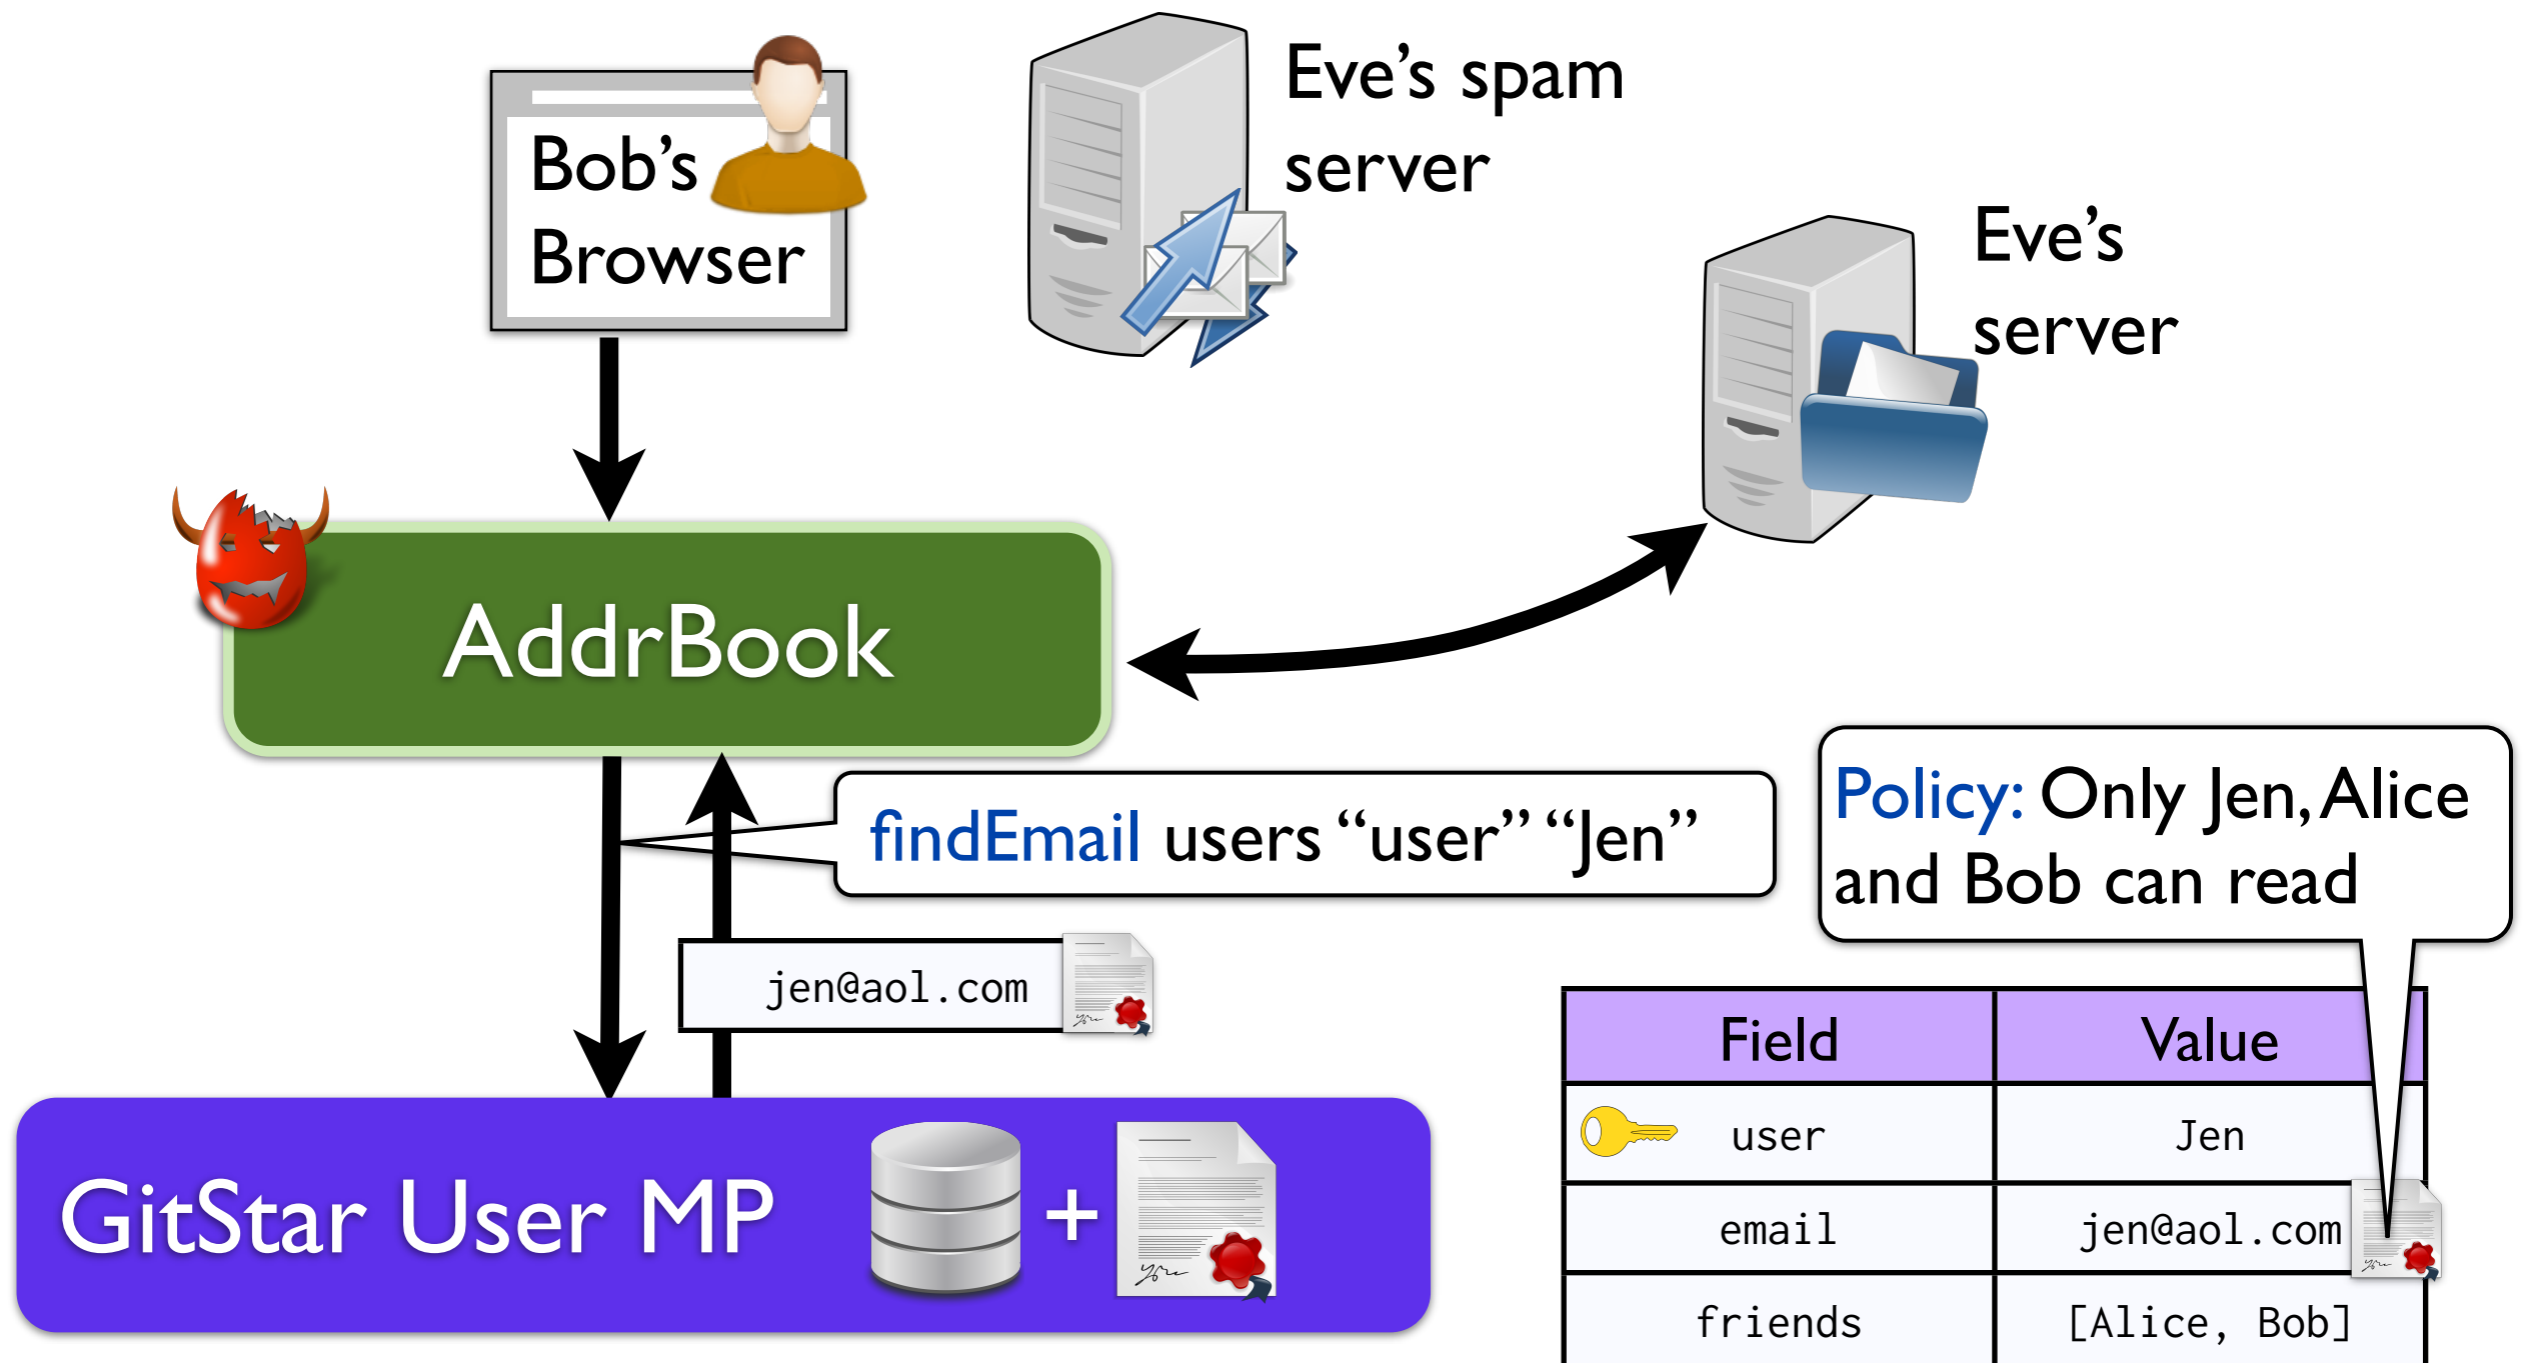 Bob’s
Browser
Eve’s spam
server
Eve’s
server
AddrBook
findEmail users “user” “Jen”
Policy: Only Jen, Alice
and Bob can read
jen@aol.com
GitStar User MP
+
Field Value
user Jen
email jen@aol.com
friends [Alice, Bob]